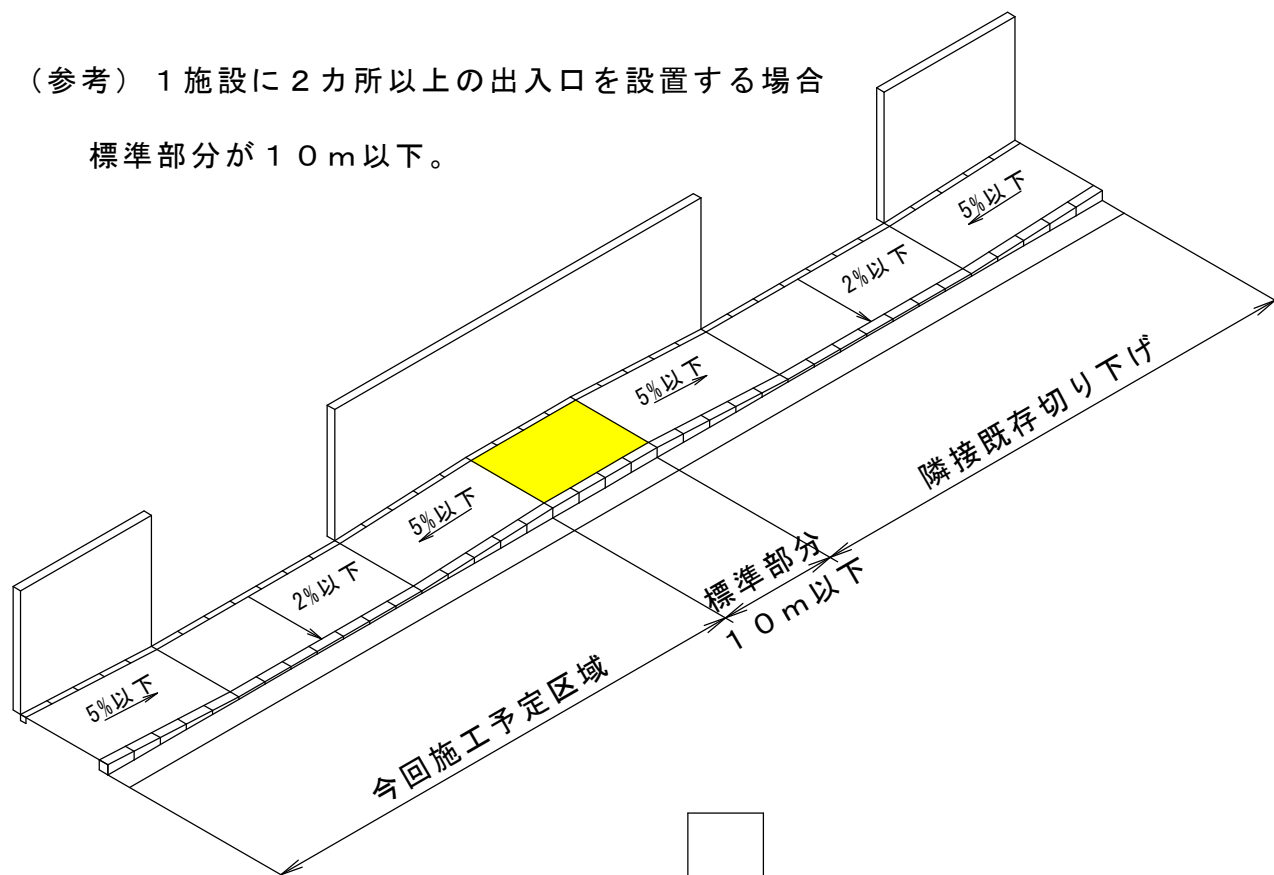 （参考）１施設に２カ所以上の出入口を設置する場合
標準部分が１０ｍ以下。
5%以下
2%以下
5%以下
5%以下
2%以下
5%以下
隣接既存切り下げ
標準部分
１０ｍ以下
今回施工予定区域